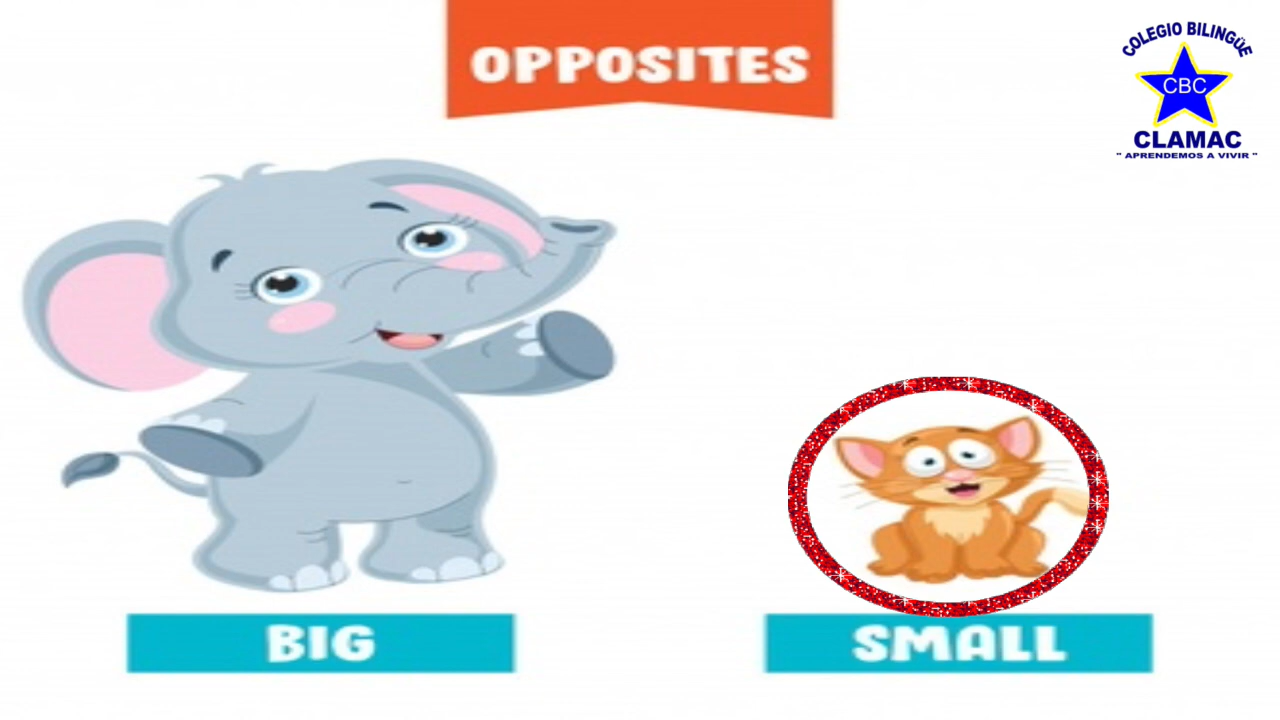 OPPOSITES
COLEGIO BILINGÜE
CBC
CLAMAC
" APRENDEMOS A VIVIR "
BIG
SMALL